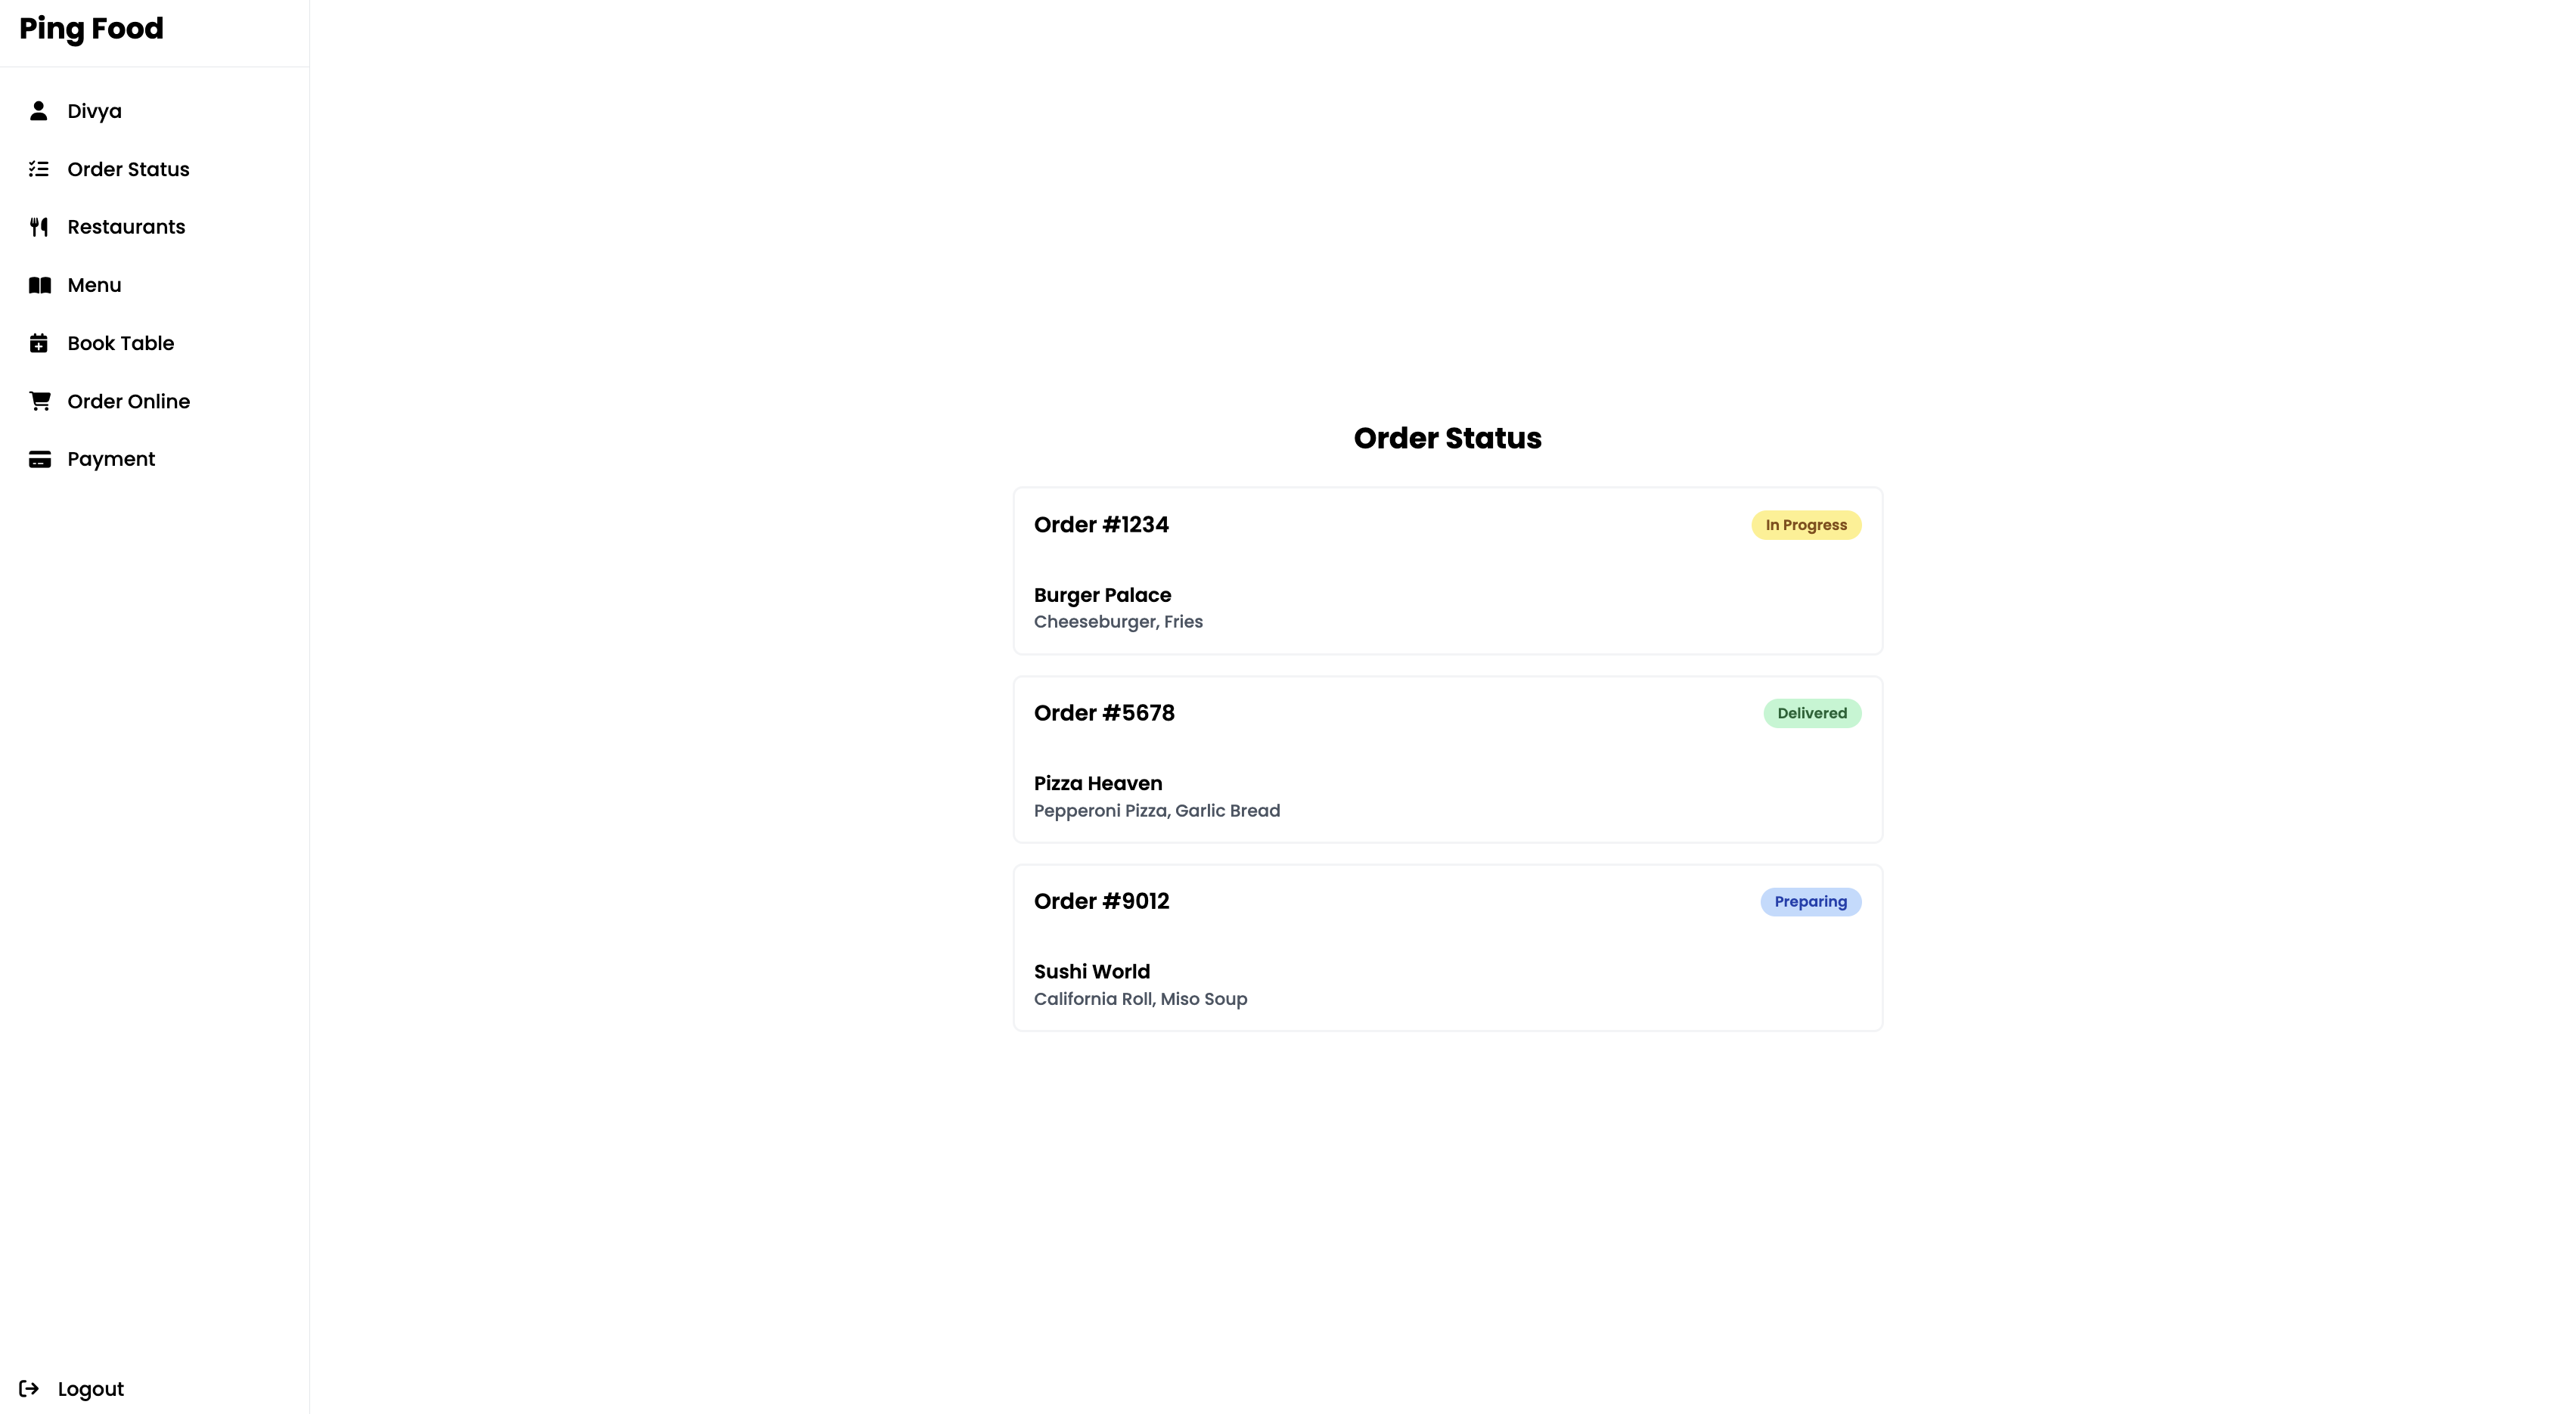 Ping Food
Divya
Order Status
Restaurants
Menu
Book Table
Order Online
Payment
Logout
Order Status
Order #1234
In Progress
Burger Palace
Cheeseburger, Fries
Order #5678
Delivered
Pizza Heaven
Pepperoni Pizza, Garlic Bread
Order #9012
Preparing
Sushi World
California Roll, Miso Soup